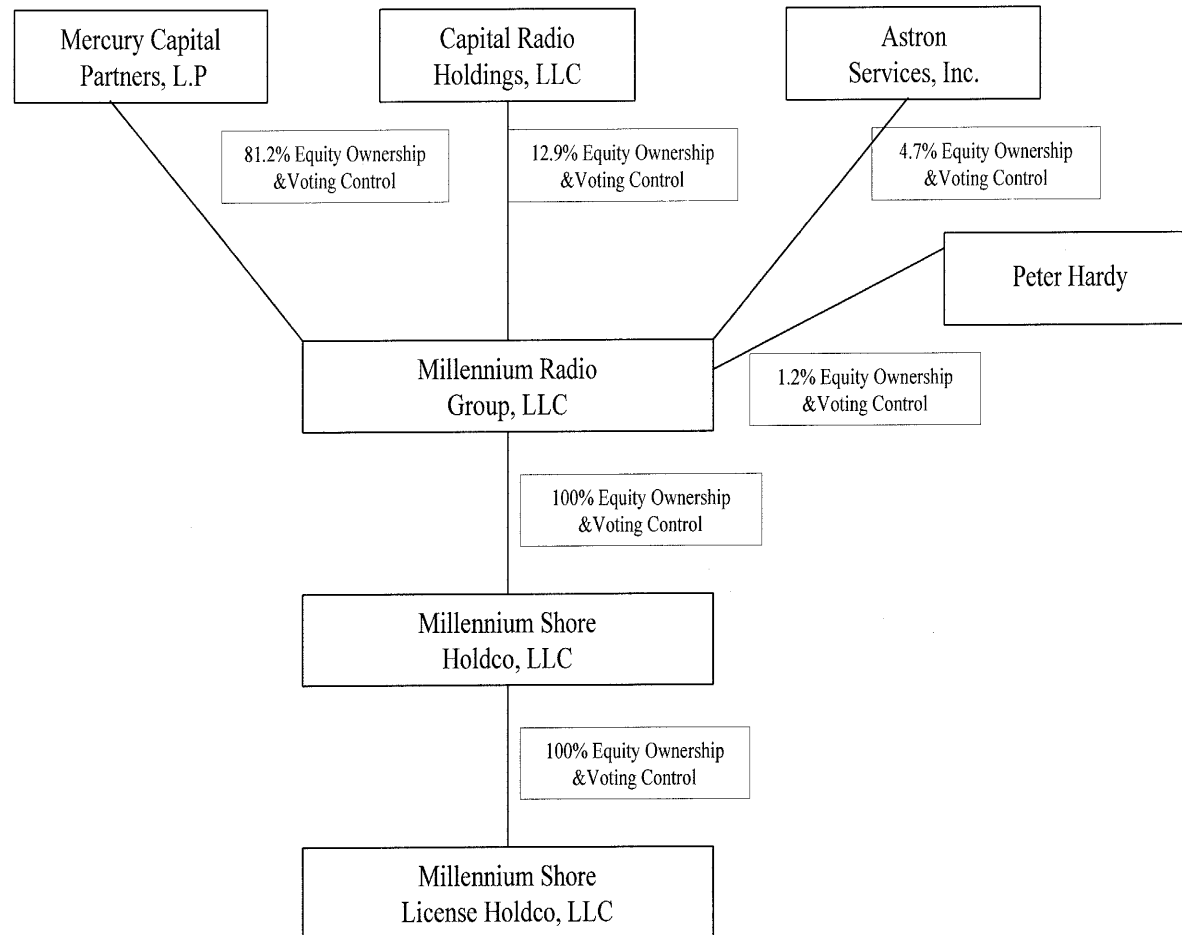 Mercury Capital
Partners, L.P
Capital Radio
Holdings, LLC
Astron
Services, Inc.
81.2% Equity Ownership
&Voting Control
12.9% Equity Ownership
&Voting Control
4.7% Equity Ownership
&Voting Control
Peter Hardy
Millennium Radio
Group, LLC
1.2% Equity Ownership
&Voting Control
100% Equity Ownership
&Voting Control
Millennium Shore
Holdco, LLC
100% Equity Ownership
&Voting Control
Millennium Shore
License Holdco, LLC